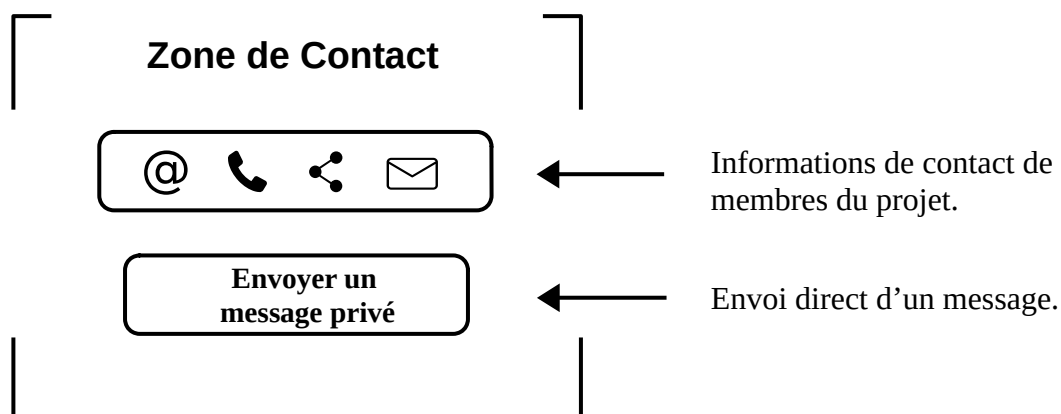 Zone de Contact
@
Informations de contact de
membres du projet.
Envoyer un
message privé
Envoi direct d’un message.